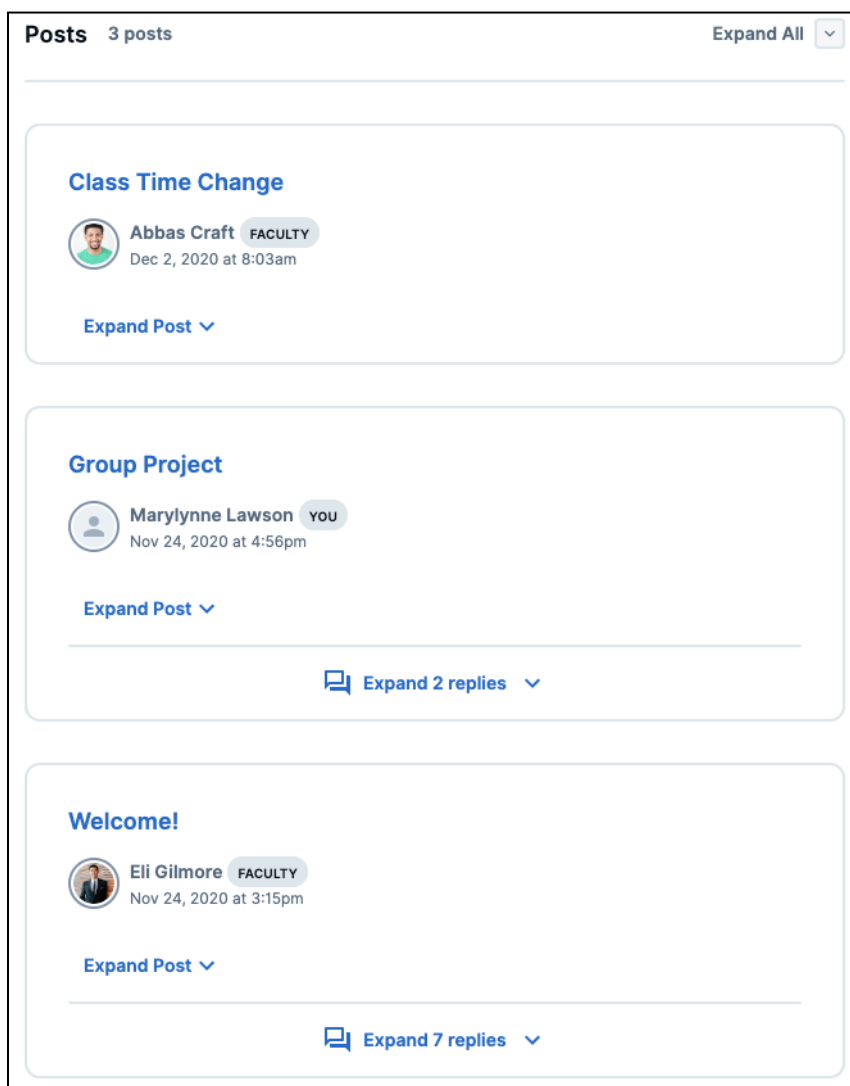 Posts 3 posts Expand All
Class Time Change
Abbas Craft FACULTY
Dec 2, 2020 at 8:03am
Expand Post
Group Project
Marylynne Lawson YOU
Nov 24, 2020 at 4:56pm
Expand Post
Expand 2 replies
Welcome!
Eli Gilmore FACULTY
Nov 24, 2020 at 3:15pm
Expand Post
Expand 7 replies